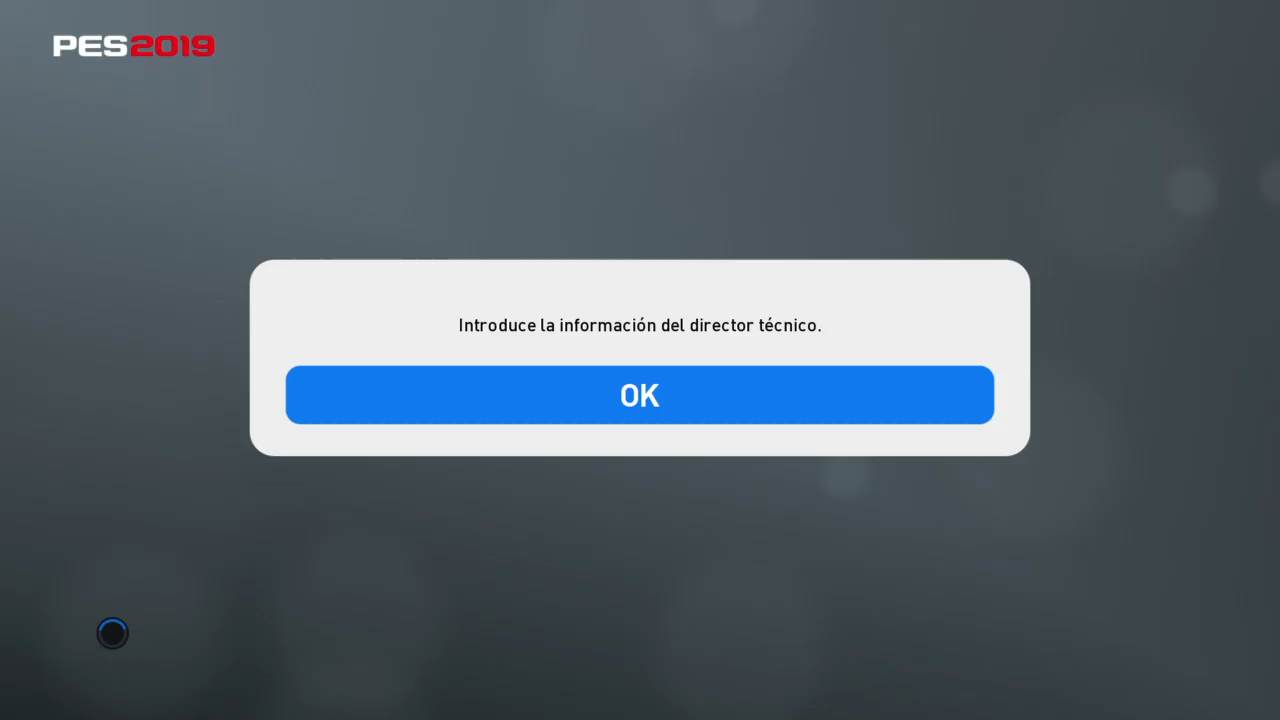 PES2019
Introduce la información del director técnico.
OK